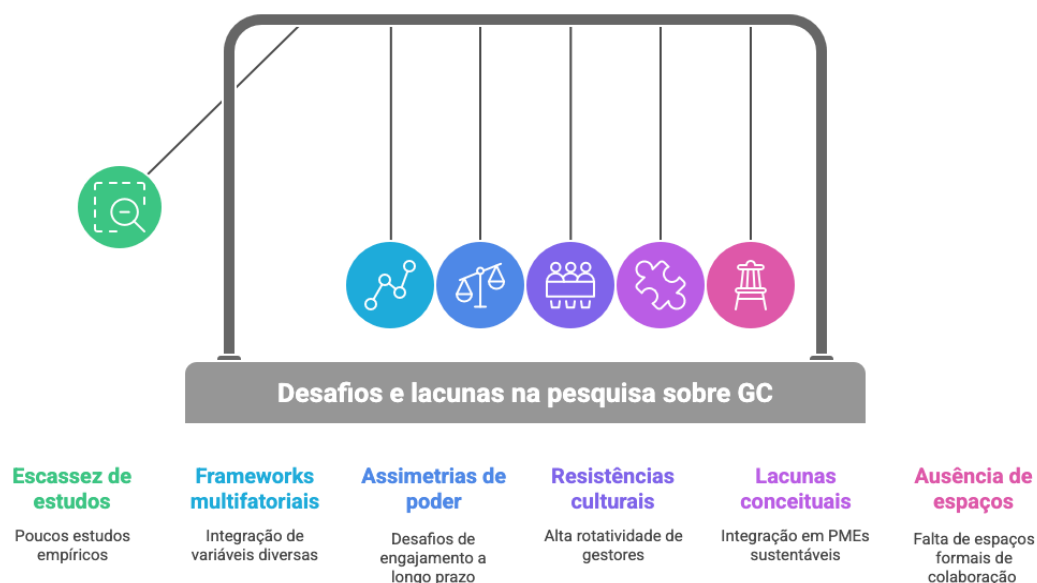 Desafios e lacunas na pesquisa sobre GC
Escassez de
estudos
Poucos estudos
empíricos
Frameworks
multifatoriais
Integração de
variáveis diversas
Assimetrias de
poder
Desafios de
engajamento a
longo prazo
Resistências
culturais
Alta rotatividade de
gestores
Lacunas
conceituais
Integração em PMEs
sustentáveis
Ausência de
espaços
Falta de espaços
formais de
colaboração